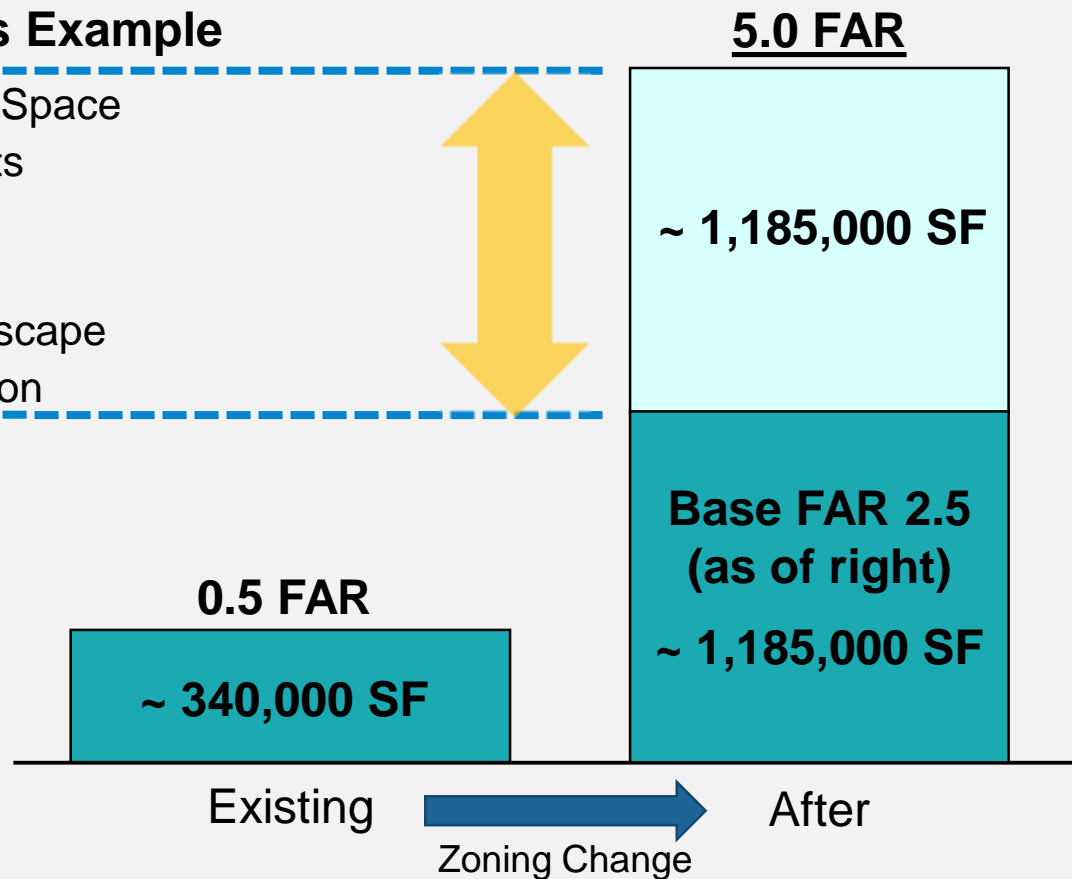 s Example
5.0 FAR
Space
ts
~ 1,185,000 SF
scape
on
Base FAR 2.5
(as of right)
~ 1,185,000 SF
0.5 FAR
~ 340,000 SF
Existing
After
Zoning Change